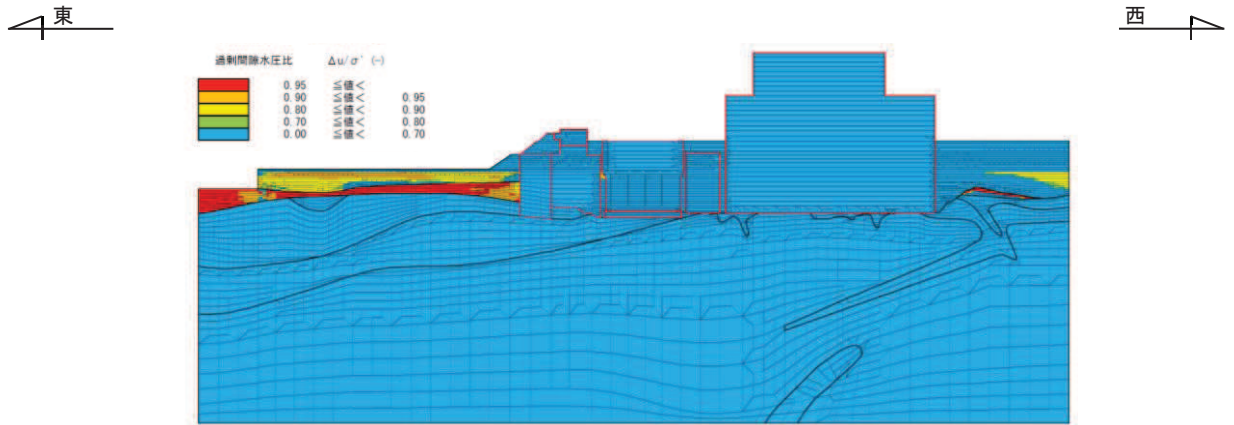 東
西
過剰間隙水圧比 Δu/σ' (-)
0.95 ≦値<
0.90 ≦値< 0.95
0.80 ≦値< 0.90
0.70 ≦値< 0.80
0.00 ≦値< 0.70